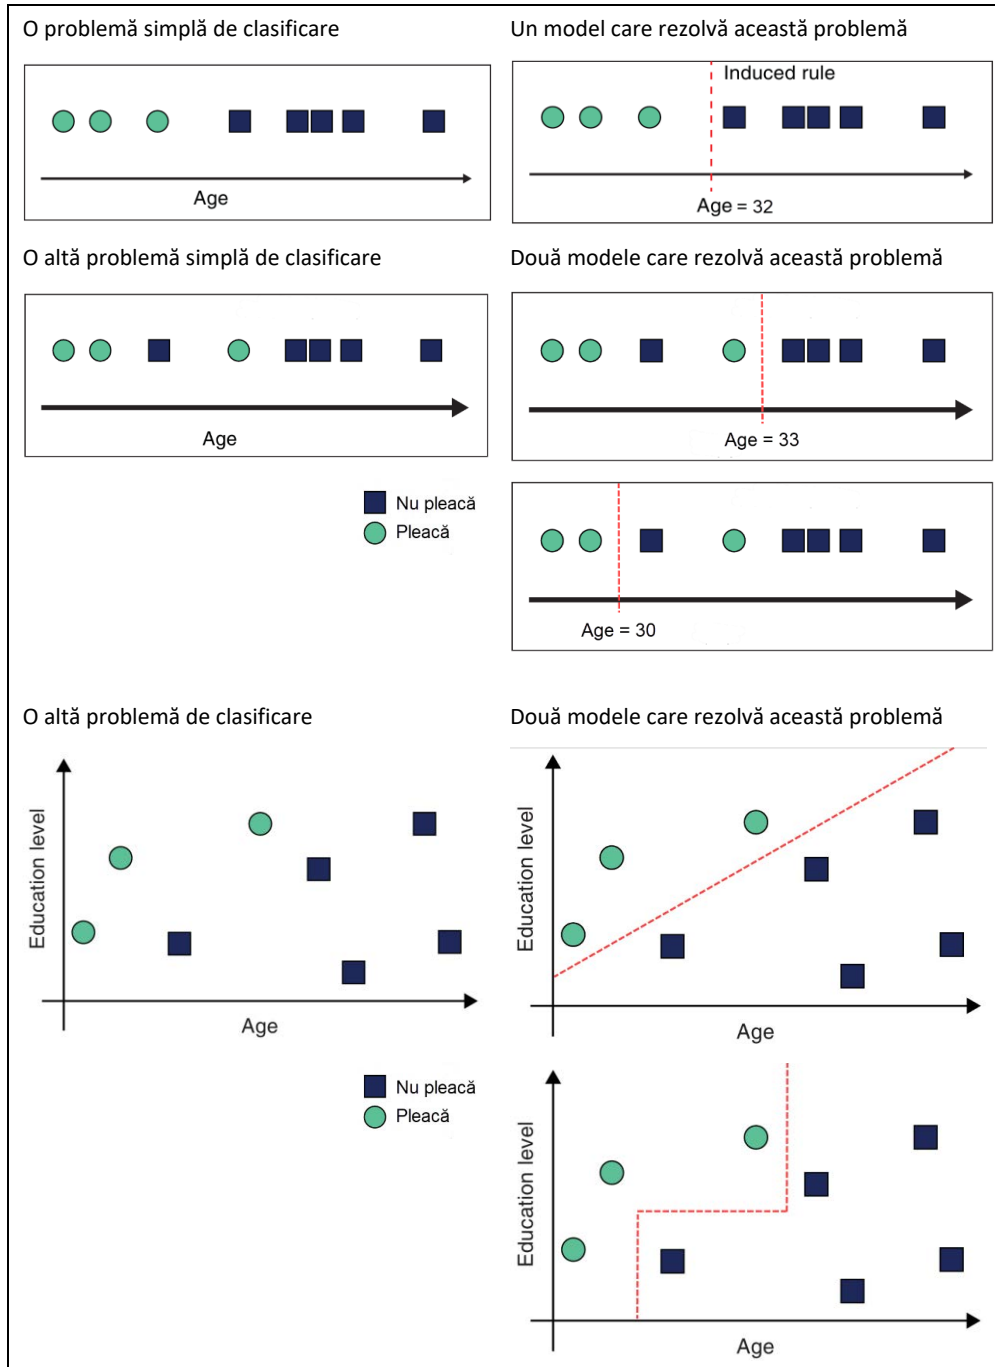 O problemă simplă de clasificare
Un model care rezolvă această problemă
Age
Induced rule
Age = 32
O altă problemă simplă de clasificare
Două modele care rezolvă această problemă
Age
Age = 33
Nu pleacă
Pleacă
Age = 30
O altă problemă de clasificare
Două modele care rezolvă această problemă
Education level
Age
Education level
Age
Nu pleacă
Pleacă
Education level
Age